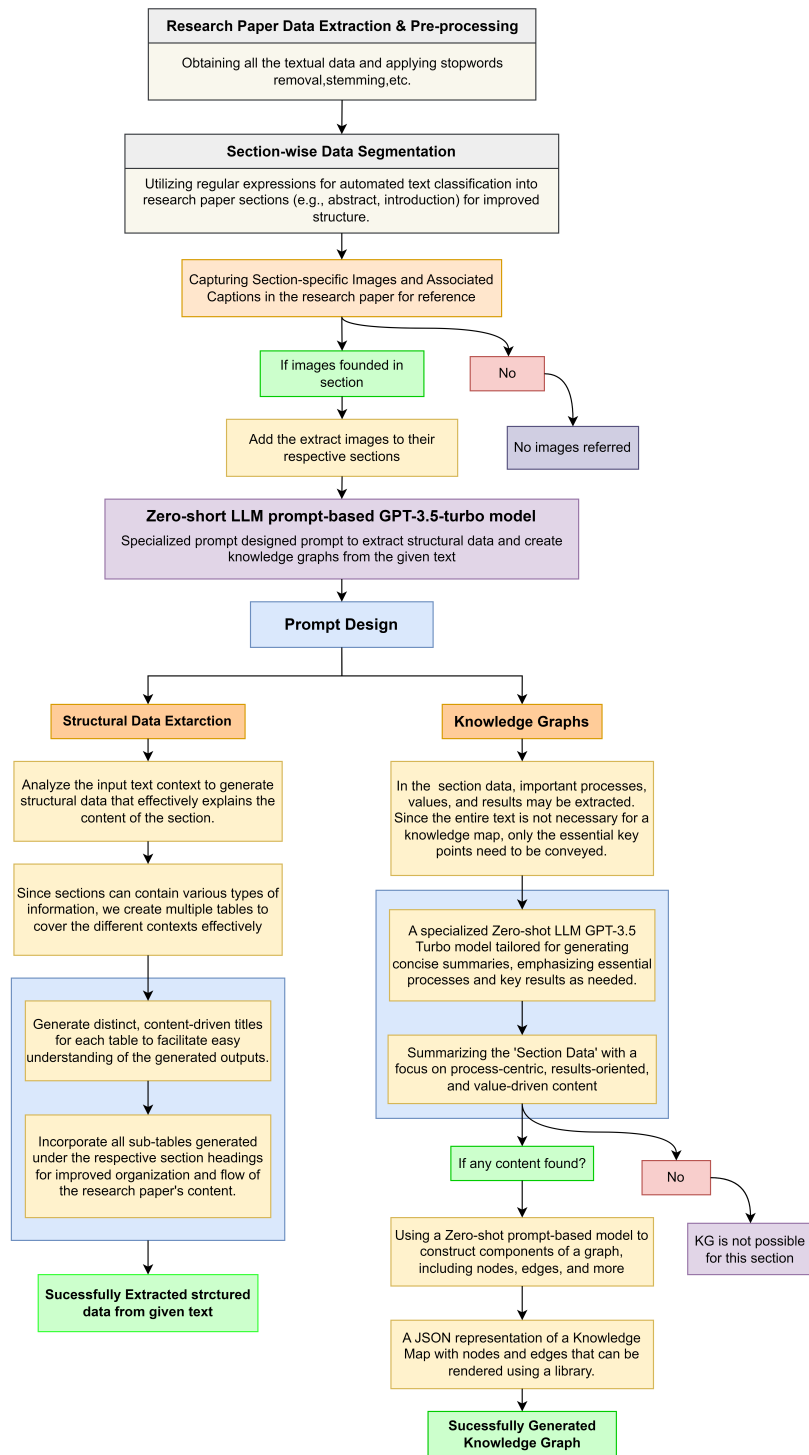 Research Paper Data Extraction & Pre-processing
Obtaining all the textual data and applying stopwords
removal,stemming,etc.
Section-wise Data Segmentation
Utilizing regular expressions for automated text classification into
research paper sections (e.g., abstract, introduction) for improved
structure.
Capturing Section-specific Images and Associated
Captions in the research paper for reference
If images founded in
section
No
Add the extract images to their
respective sections
No images referred
Zero-short LLM prompt-based GPT-3.5-turbo model
Specialized prompt designed prompt to extract structural data and create
knowledge graphs from the given text
Prompt Design
Structural Data Extarction
Analyze the input text context to generate
structural data that effectively explains the
content of the section.
Since sections can contain various types of
information, we create multiple tables to
cover the different contexts effectively
Generate distinct, content-driven titles
for each table to facilitate easy
understanding of the generated outputs.
Incorporate all sub-tables generated
under the respective section headings
for improved organization and flow of
the research paper's content.
Sucessfully Extracted strctured
data from given text
Knowledge Graphs
In the section data, important processes,
values, and results may be extracted.
Since the entire text is not necessary for a
knowledge map, only the essential key
points need to be conveyed.
A specialized Zero-shot LLM GPT-3.5
Turbo model tailored for generating
concise summaries, emphasizing essential
processes and key results as needed.
Summarizing the 'Section Data' with a
focus on process-centric, results-oriented,
and value-driven content
If any content found?
No
KG is not possible
for this section
Using a Zero-shot prompt-based model to
construct components of a graph,
including nodes, edges, and more
A JSON representation of a Knowledge
Map with nodes and edges that can be
rendered using a library.
Sucessfully Generated
Knowledge Graph